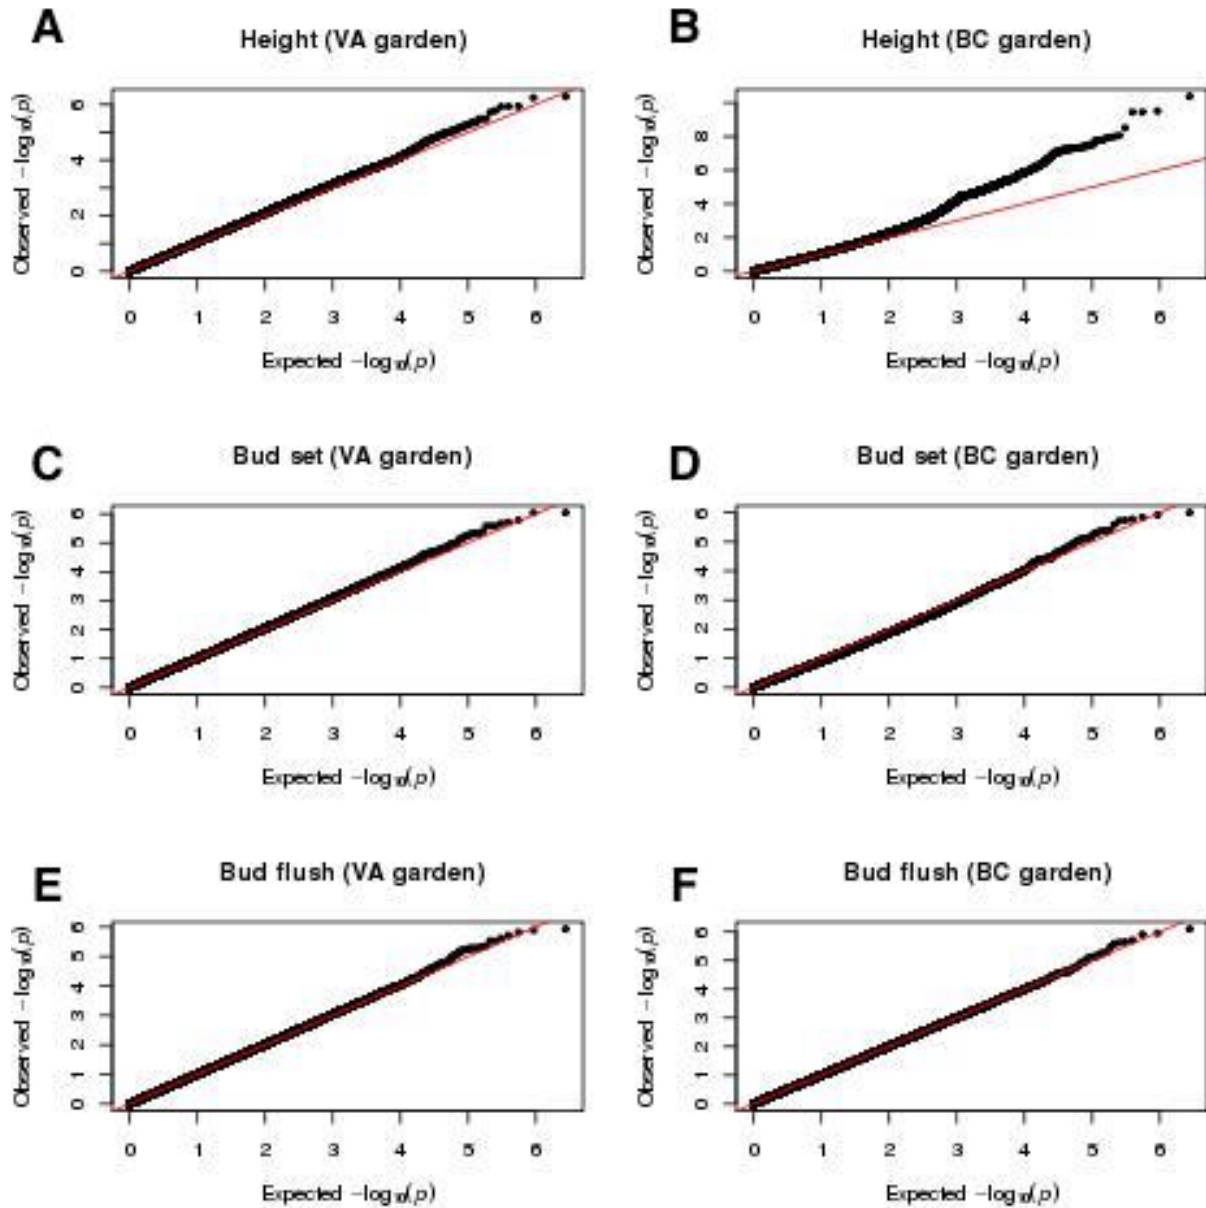 A
Height (VA garden)
Observed −log₁₀(p)
6
4
2
0
0 1 2 3 4 5 6
Expected −log₁₀(p)
B
Height (BC garden)
Observed −log₁₀(p)
8
6
4
2
0
0 1 2 3 4 5 6
Expected −log₁₀(p)
C
Bud set (VA garden)
Observed −log₁₀(p)
6
5
4
3
2
1
0
0 1 2 3 4 5 6
Expected −log₁₀(p)
D
Bud set (BC garden)
Observed −log₁₀(p)
6
5
4
3
2
1
0
0 1 2 3 4 5 6
Expected −log₁₀(p)
E
Bud flush (VA garden)
Observed −log₁₀(p)
6
5
4
3
2
1
0
0 1 2 3 4 5 6
Expected −log₁₀(p)
F
Bud flush (BC garden)
Observed −log₁₀(p)
6
5
4
3
2
1
0
0 1 2 3 4 5 6
Expected −log₁₀(p)